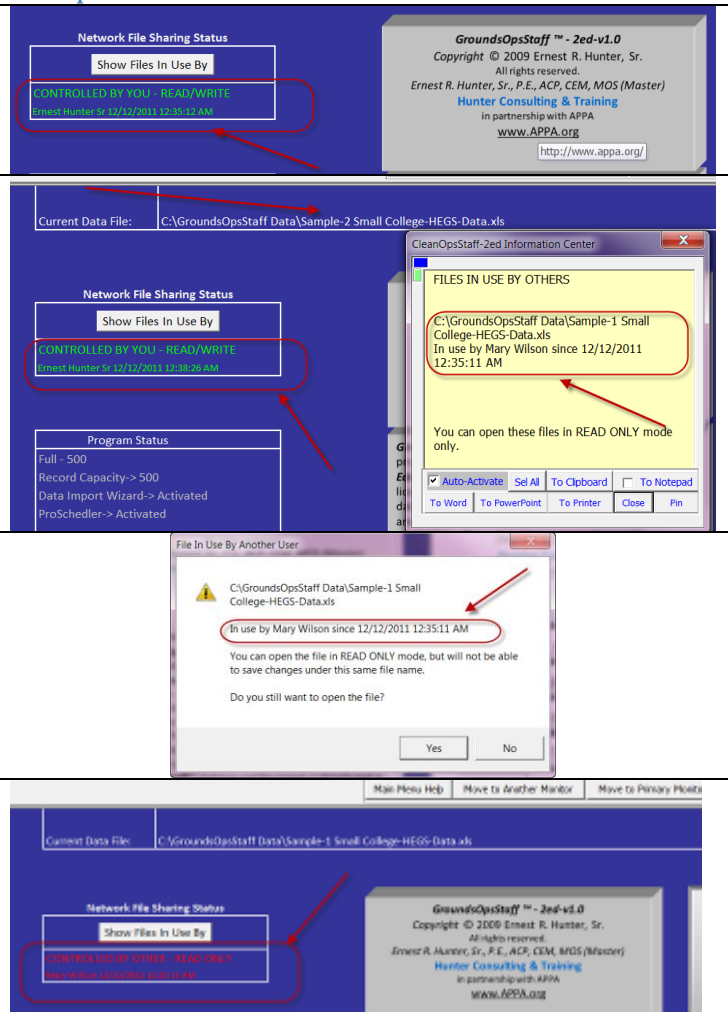 Network File Sharing Status
Show Files In Use By
CONTROLLED BY YOU - READ/WRITE
Ernest Hunter Sr 12/12/2011 12:35:12 AM
GroundsOpsStaff ™ - 2ed-v1.0
Copyright © 2009 Ernest R. Hunter, Sr.
All rights reserved.
Ernest R. Hunter, Sr., P.E., ACP, CEM, MOS (Master)
Hunter Consulting & Training
in partnership with APPA
www.APPA.org
http://www.appa.org/
Current Data File: C:\GroundsOpsStaff Data\Sample-2 Small College-HEGS-Data.xls
Network File Sharing Status
Show Files In Use By
CONTROLLED BY YOU - READ/WRITE
Ernest Hunter Sr 12/12/2011 12:38:26 AM
Program Status
Full - 500
Record Capacity-> 500
Data Import Wizard-> Activated
ProSchedler-> Activated
CleanOpsStaff-2ed Information Center
FILES IN USE BY OTHERS
C:\GroundsOpsStaff Data\Sample-1 Small
College-HEGS-Data.xls
In use by Mary Wilson since 12/12/2011
12:35:11 AM
You can open these files in READ ONLY mode
only.
Auto-Activate Sel All To Clipboard To Notepad
To Word To PowerPoint To Printer Close Pin
File In Use By Another User
C:\GroundsOpsStaff Data\Sample-1 Small
College-HEGS-Data.xls
In use by Mary Wilson since 12/12/2011 12:35:11 AM
You can open the file in READ ONLY mode, but will not be able
to save changes under this same file name.
Do you still want to open the file?
Yes No
Main Menu Help Move to Another Monitor Move to Primary Monito
Current Data File: C:\GroundsOpsStaff Data\Sample-1 Small College-HEGS-Data.xls
Network File Sharing Status
Show Files In Use By
CONTROLLED BY OTHER - READ ONLY
Mary Wilson 12/12/2011
GroundsOpsStaff ™ - 2ed-v1.0
Copyright © 2009 Ernest R. Hunter, Sr.
All rights reserved.
Ernest R. Hunter, Sr., P.E., ACP, CEM, MOS (Master)
Hunter Consulting & Training
in partnership with APPA
www.APPA.org